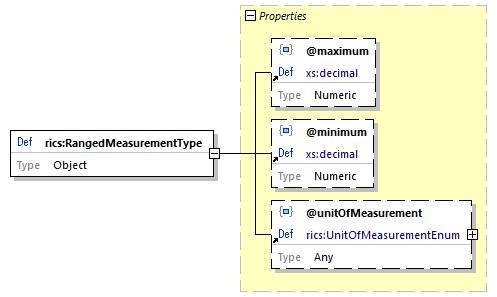 Properties
@maximum
Def xs:decimal
Type Numeric
@minimum
Def xs:decimal
Type Numeric
Def rics:RangedMeasurementType
Type Object
@unitOfMeasurement
Def rics:UnitOfMeasurementEnum
Type Any